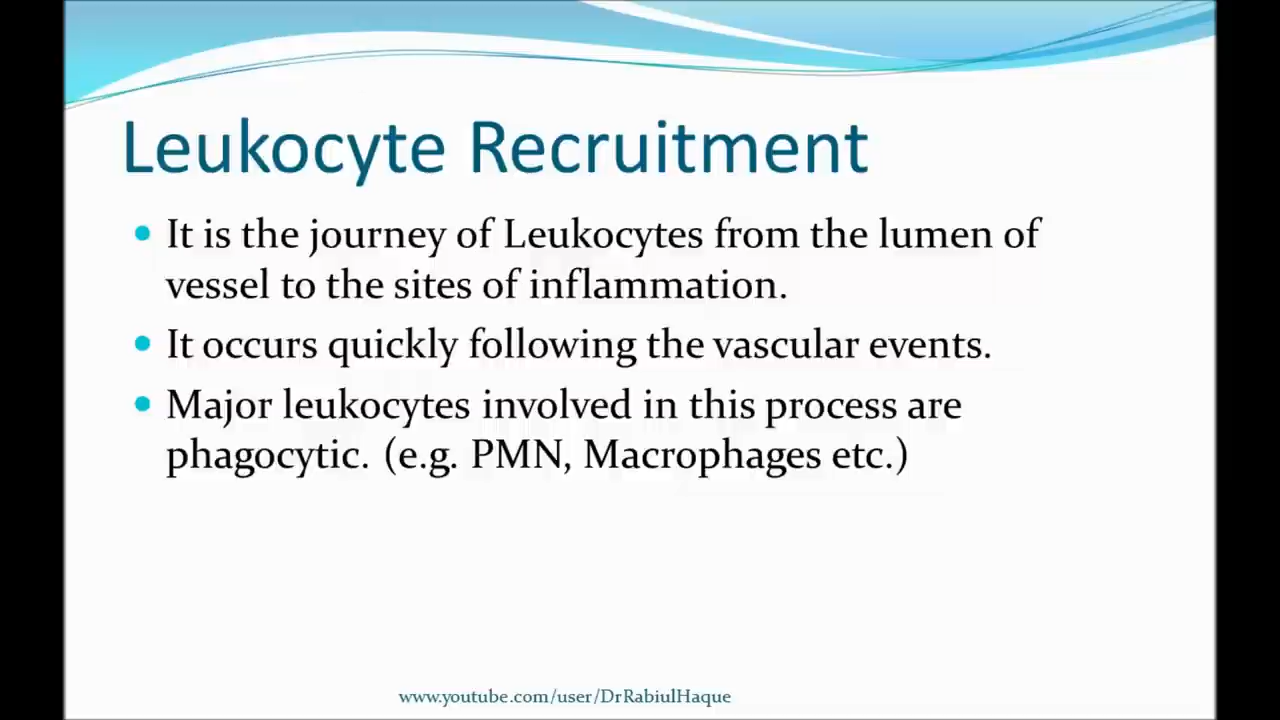 Leukocyte Recruitment
• It is the journey of Leukocytes from the lumen of
vessel to the sites of inflammation.
• It occurs quickly following the vascular events.
• Major leukocytes involved in this process are
phagocytic. (e.g. PMN, Macrophages etc.)
www.youtube.com/user/DrRabiulHaque